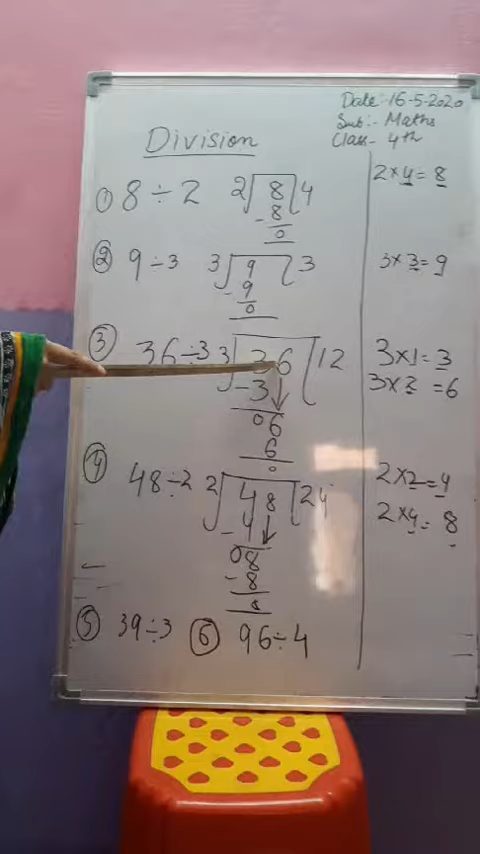 Date:-16-5-2020
Sub:- Maths
Class- 4th
Division
① 8 ÷ 2
2 8 4
- 8
0
2 × 4 = 8
② 9 ÷ 3
3 9 3
- 9
0
3 × 3 = 9
③ 36 ÷ 3
3 36 12
- 3
06
6
0
3 × 1 = 3
3 × 2 = 6
④ 48 ÷ 2
2 48 24
- 4
08
- 8
0
2 × 2 = 4
2 × 4 = 8
⑤ 39 ÷ 3 ⑥ 96 ÷ 4